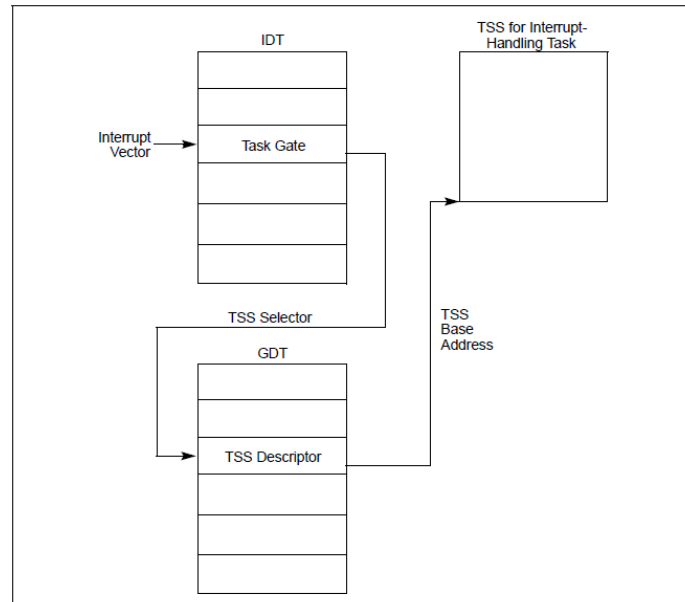 IDT
TSS for Interrupt-
Handling Task
Interrupt
Vector
Task Gate
TSS Selector
TSS
Base
Address
GDT
TSS Descriptor